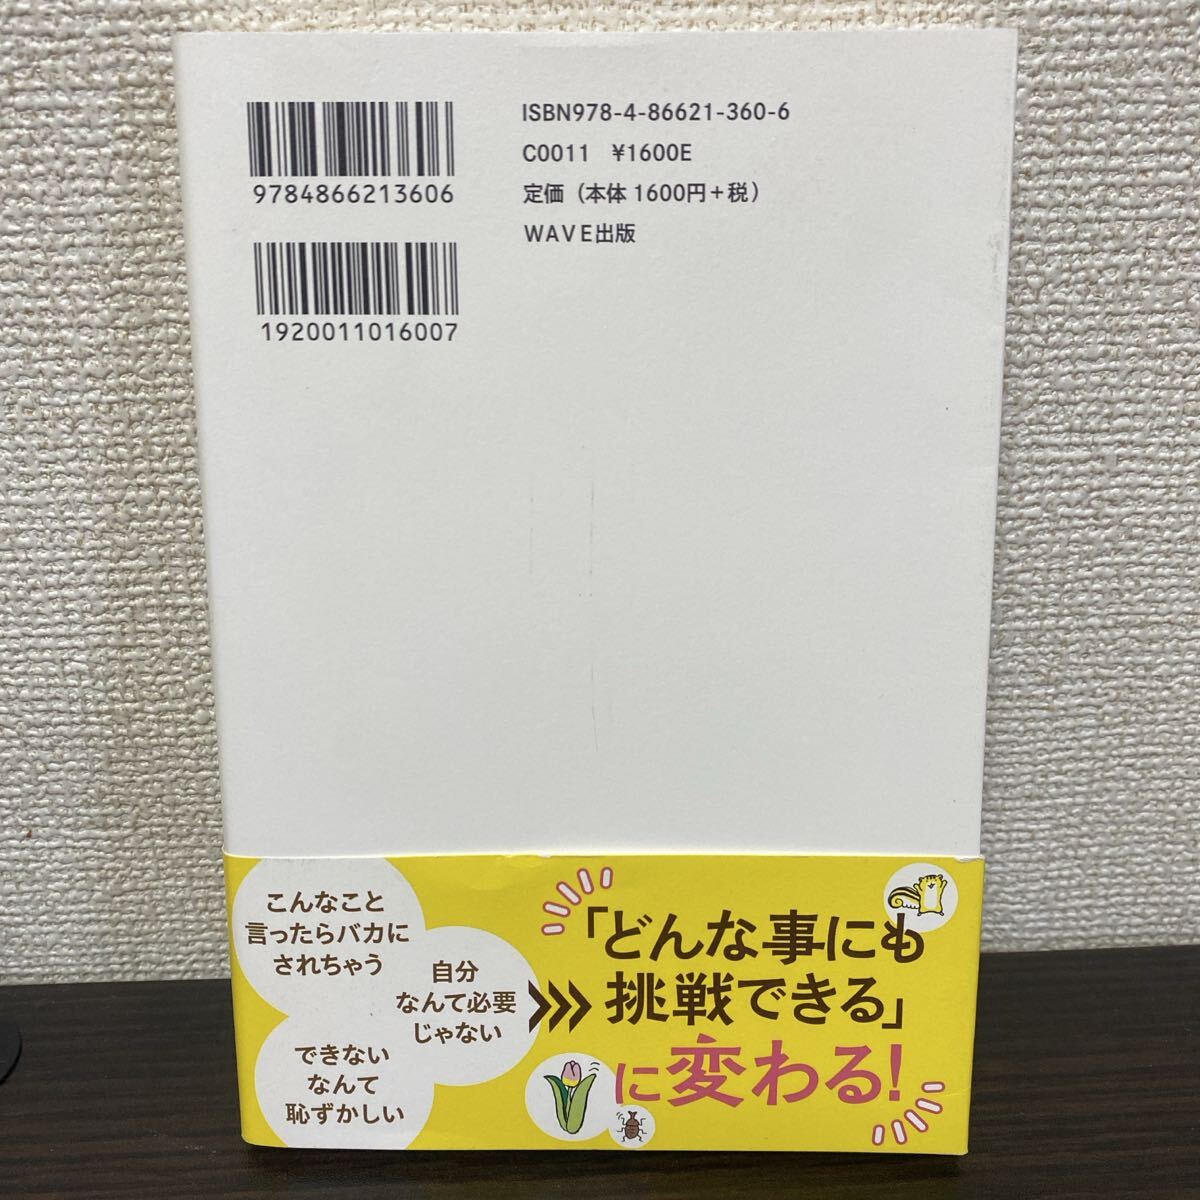 ISBN978-4-86621-360-6
C0011 ¥1600E
定価（本体 1600円＋税）
WAVE出版
9784866213606
1920011016007
こんなこと
言ったらバカに
されちゃう
自分
なんて必要
じゃない
できない
なんて
恥ずかしい
「どんな事にも
挑戦できる」
に変わる！